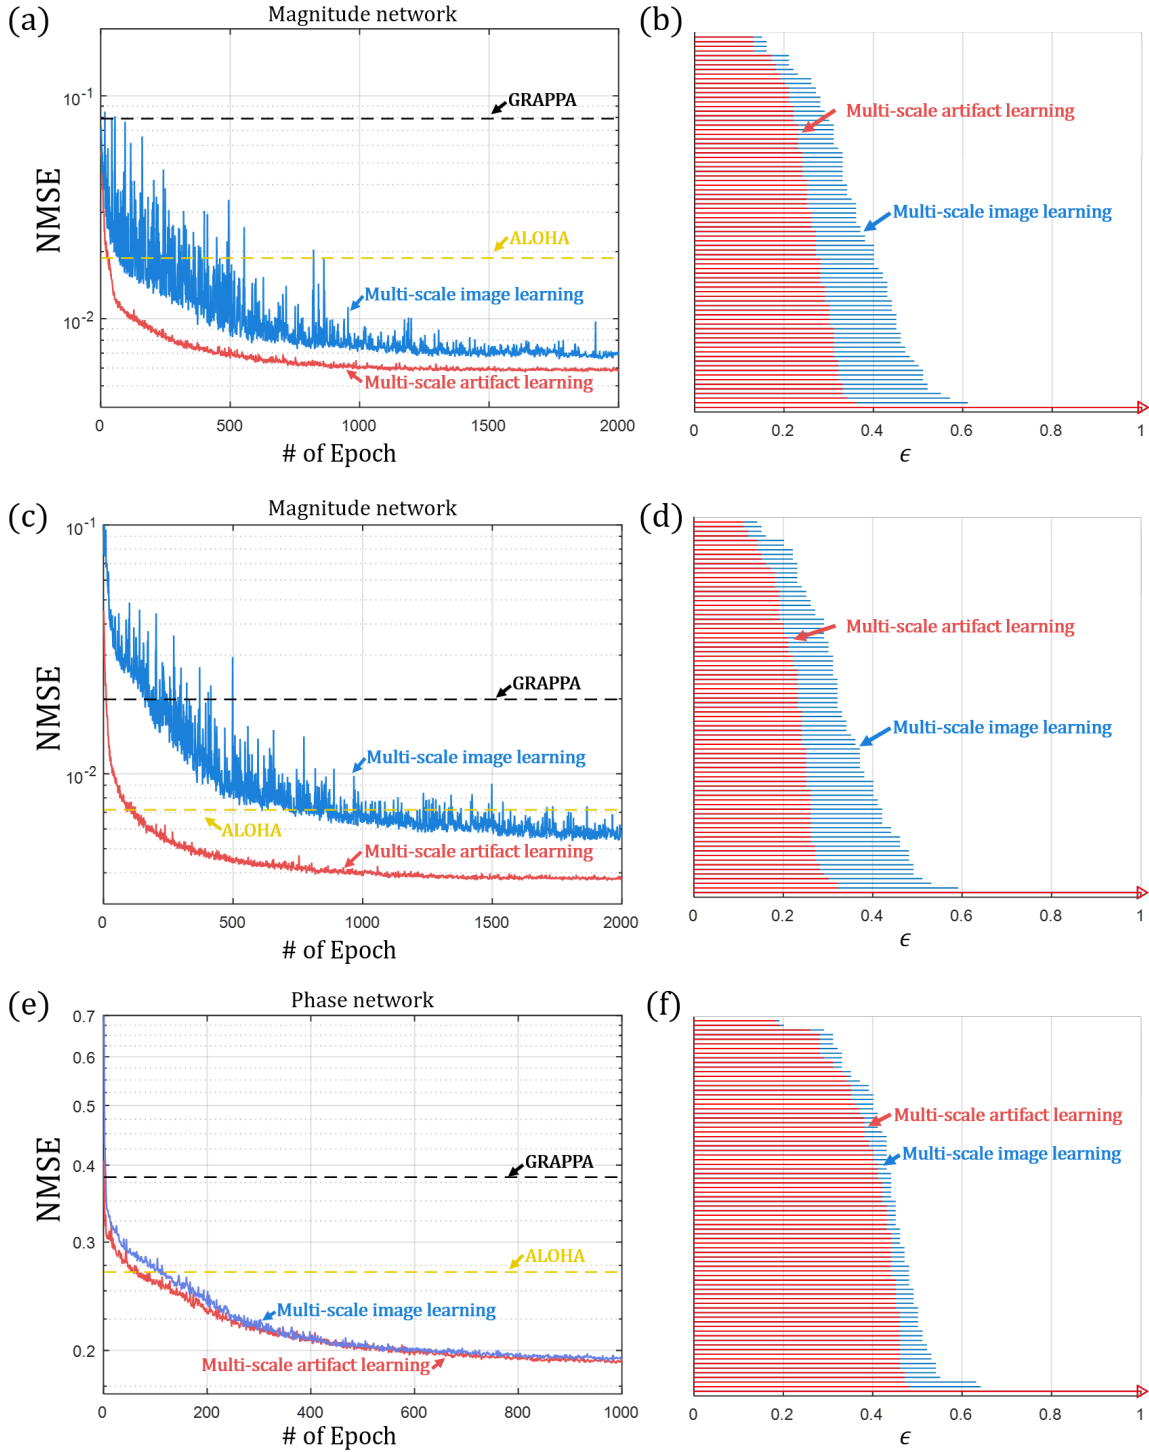 (a)
Magnitude network
10^-1
10^-2
NMSE
GRAPPA
ALOHA
Multi-scale image learning
Multi-scale artifact learning
0 500 1000 1500 2000
# of Epoch
(b)
Multi-scale artifact learning
Multi-scale image learning
0 0.2 0.4 0.6 0.8 1
ϵ
(c)
Magnitude network
10^-1
10^-2
NMSE
GRAPPA
Multi-scale image learning
ALOHA
Multi-scale artifact learning
0 500 1000 1500 2000
# of Epoch
(d)
Multi-scale artifact learning
Multi-scale image learning
0 0.2 0.4 0.6 0.8 1
ϵ
(e)
Phase network
0.7
0.6
0.5
0.4
0.3
0.2
NMSE
GRAPPA
ALOHA
Multi-scale image learning
Multi-scale artifact learning
0 200 400 600 800 1000
# of Epoch
(f)
Multi-scale artifact learning
Multi-scale image learning
0 0.2 0.4 0.6 0.8 1
ϵ